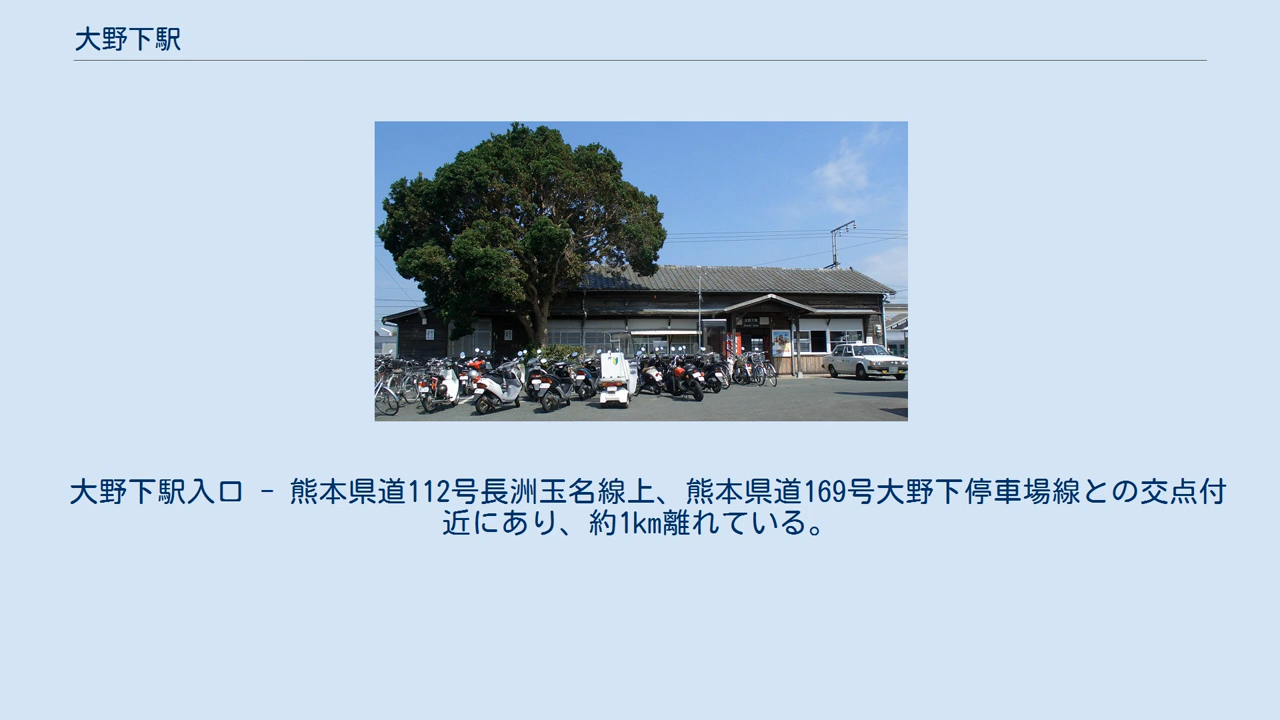 大野下駅
大野下駅入口 - 熊本県道112号長洲玉名線上、熊本県道169号大野下停車場線との交点付
近にあり、約1km離れている。